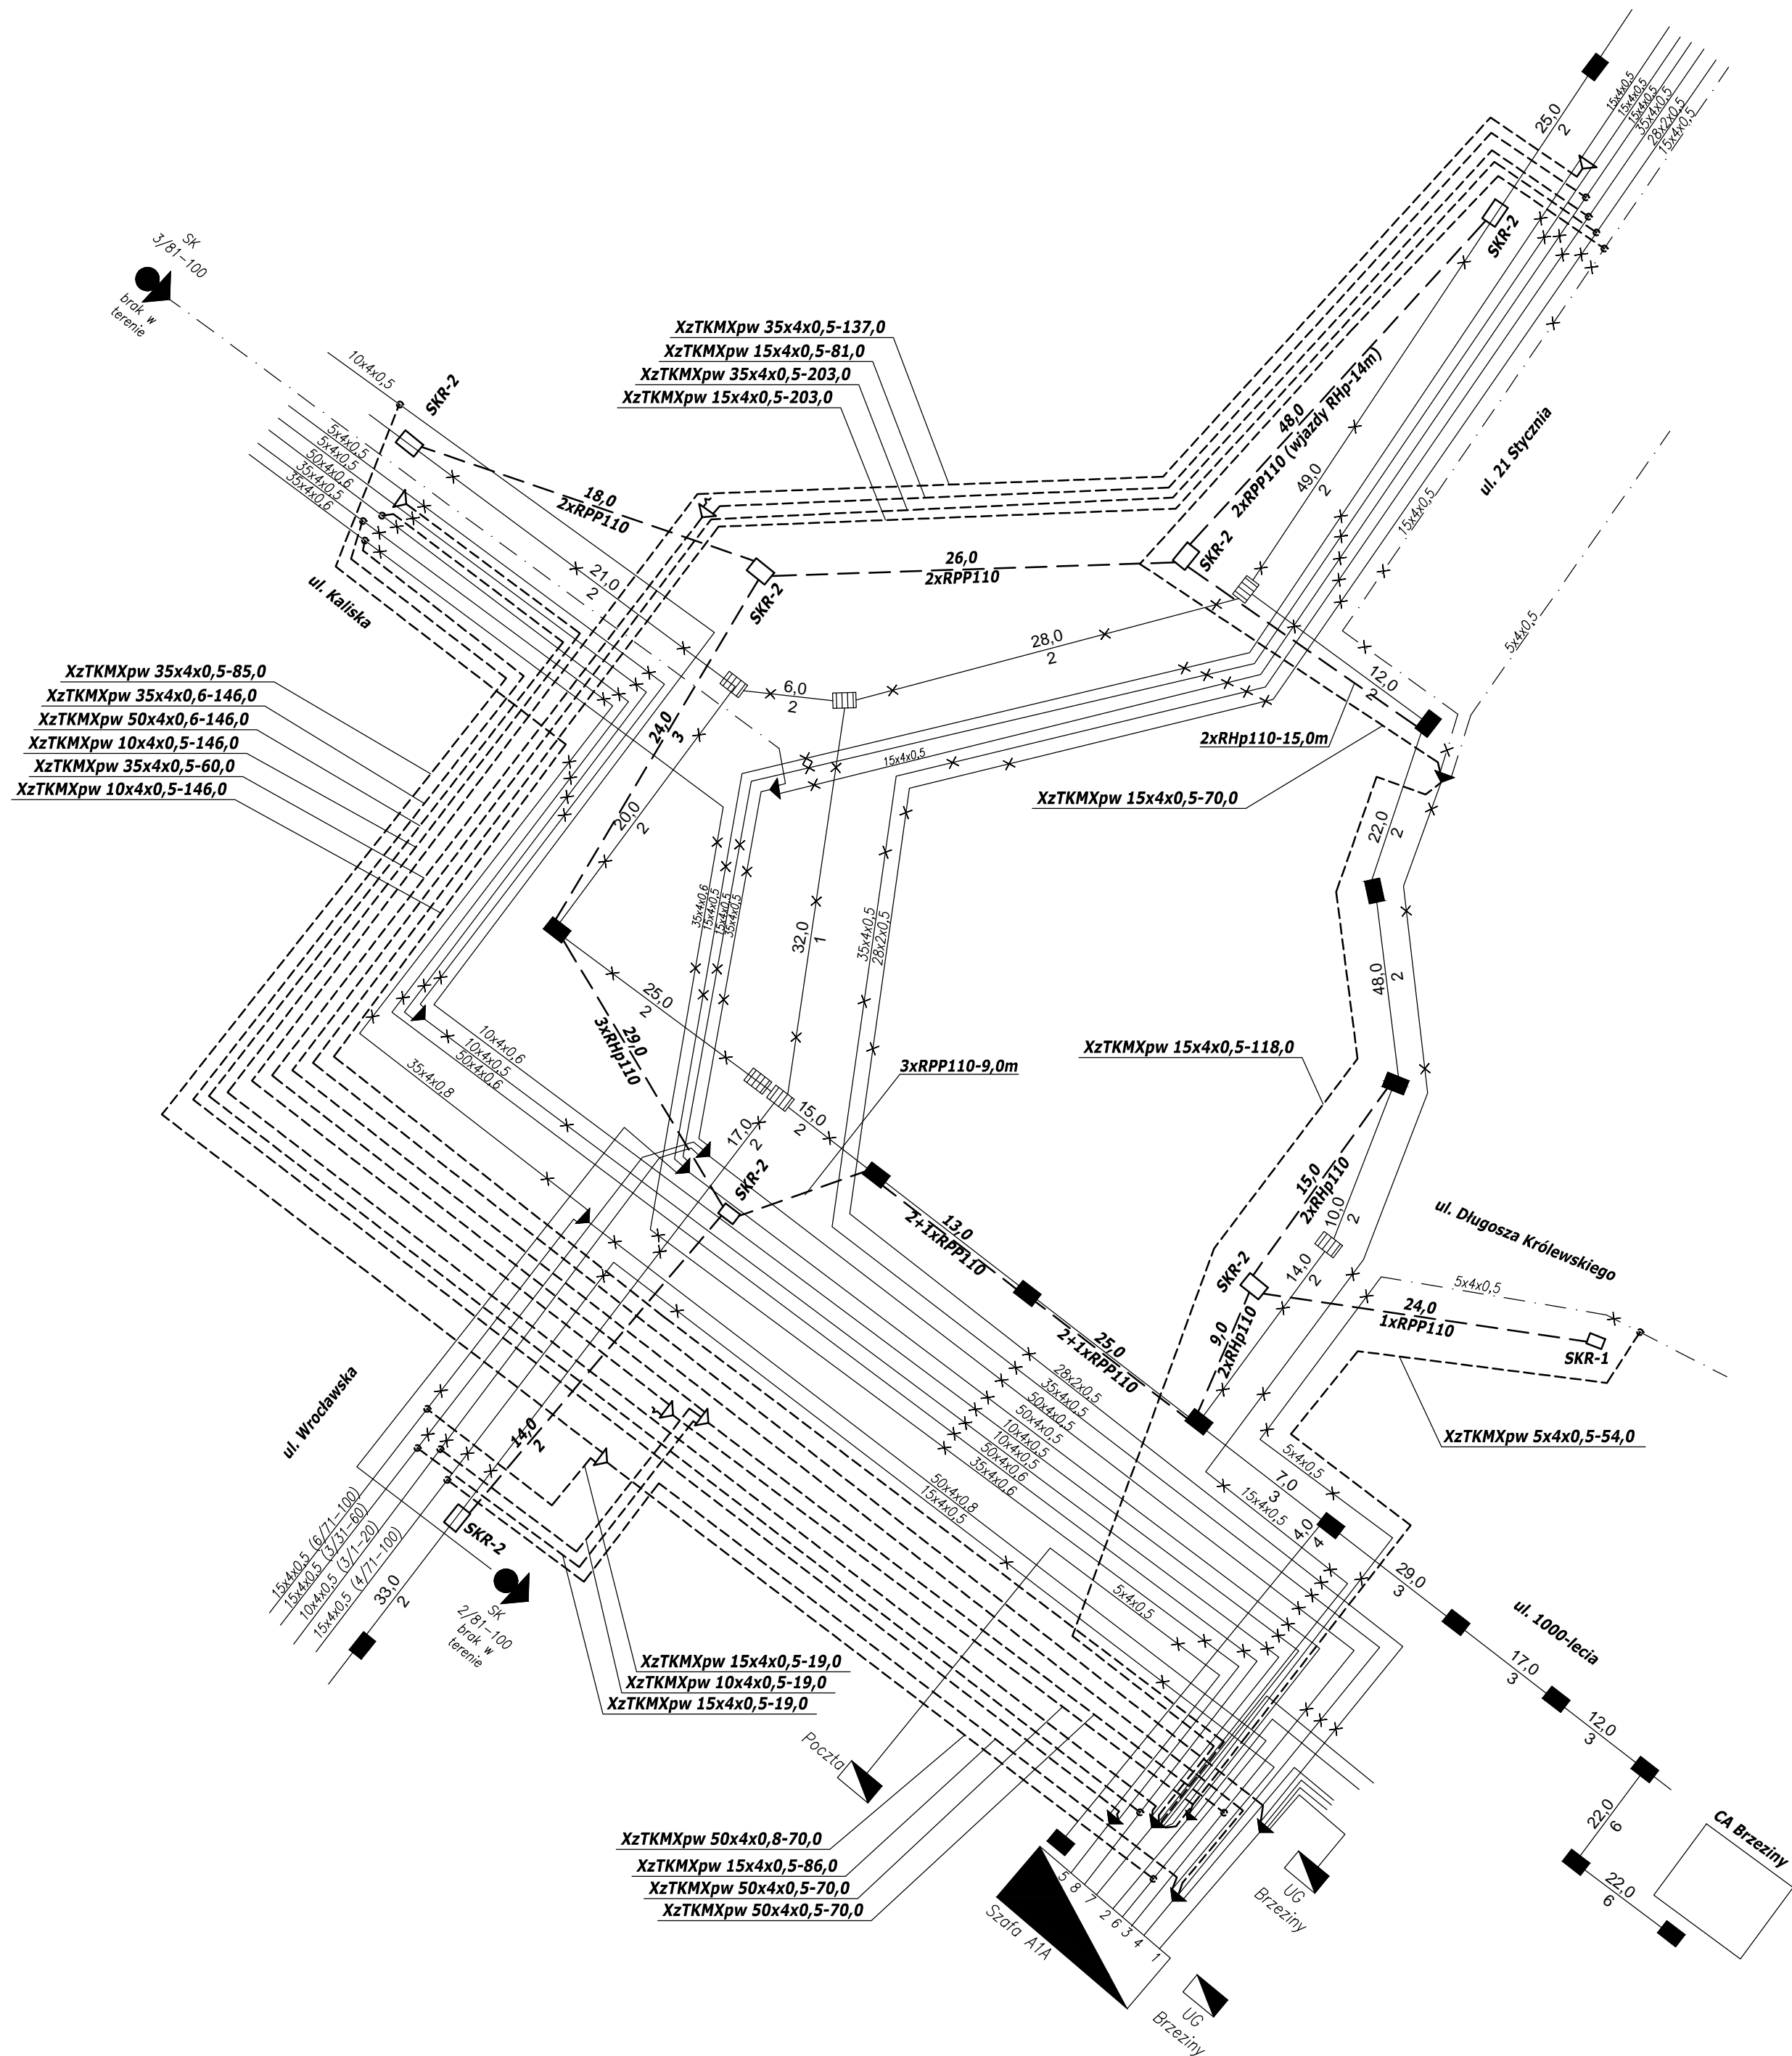 25,0
2
15x4x0,5
15x4x0,5
15x4x0,5
35x4x0,5
28x2x0,5
15x4x0,5
SKR-2
SK
3/81-100
brak w
terenie
10x4x0,5
SKR-2
5x4x0,5
5x4x0,5
50x4x0,6
35x4x0,5
35x4x0,6
XzTKMXpw 35x4x0,5-137,0
XzTKMXpw 15x4x0,5-81,0
XzTKMXpw 35x4x0,5-203,0
XzTKMXpw 15x4x0,5-203,0
48,0
2xRPP110 (wjazdy RHp-14m)
49,0
2
ul. 21 Stycznia
15x4x0,5
18,0
2xRPP110
26,0
2xRPP110
SKR-2
SKR-2
ul. Kaliska
21,0
2
28,0
2
6,0
2
12,0
2
5x4x0,5
24,0
3
20,0
2
XzTKMXpw 35x4x0,5-85,0
XzTKMXpw 35x4x0,6-146,0
XzTKMXpw 50x4x0,6-146,0
XzTKMXpw 10x4x0,5-146,0
XzTKMXpw 35x4x0,5-60,0
XzTKMXpw 10x4x0,5-146,0
15x4x0,5
2xRHp110-15,0m
XzTKMXpw 15x4x0,5-70,0
22,0
2
35x4x0,6
15x4x0,5
15x4x0,5
35x4x0,5
32,0
1
35x4x0,5
28x2x0,5
48,0
2
25,0
2
29,0
3xRHp110
10x4x0,6
10x4x0,5
50x4x0,6
35x4x0,8
3xRPP110-9,0m
XzTKMXpw 15x4x0,5-118,0
15,0
2
17,0
2
SKR-2
15,0
2xRHp110
10,0
2
14,0
2
ul. Długosza Królewskiego
13,0
2+1xRPP110
SKR-2
5x4x0,5
24,0
1xRPP110
SKR-1
25,0
2+1xRPP110
9,0
2xRHp110
XzTKMXpw 5x4x0,5-54,0
28x2x0,5
35x4x0,5
50x4x0,5
50x4x0,5
10x4x0,5
10x4x0,5
50x4x0,6
35x4x0,6
50x4x0,8
15x4x0,5
ul. Wrocławska
14,0
2
SKR-2
15x4x0,5 (6/71-100)
15x4x0,5 (3/31-60)
10x4x0,5 (3/1-20)
15x4x0,5 (4/71-100)
33,0
2
SK
2/81-100
brak w
terenie
5x4x0,5
7,0
3
15x4x0,5
4,0
4
29,0
3
ul. 1000-lecia
17,0
3
12,0
3
22,0
6
22,0
6
CA Brzeziny
5x4x0,5
XzTKMXpw 15x4x0,5-19,0
XzTKMXpw 10x4x0,5-19,0
XzTKMXpw 15x4x0,5-19,0
Poczta
XzTKMXpw 50x4x0,8-70,0
XzTKMXpw 15x4x0,5-86,0
XzTKMXpw 50x4x0,5-70,0
XzTKMXpw 50x4x0,5-70,0
5 8 7 2 6 3 4 1
Szafa A1A
UG
Brzeziny
UG
Brzeziny